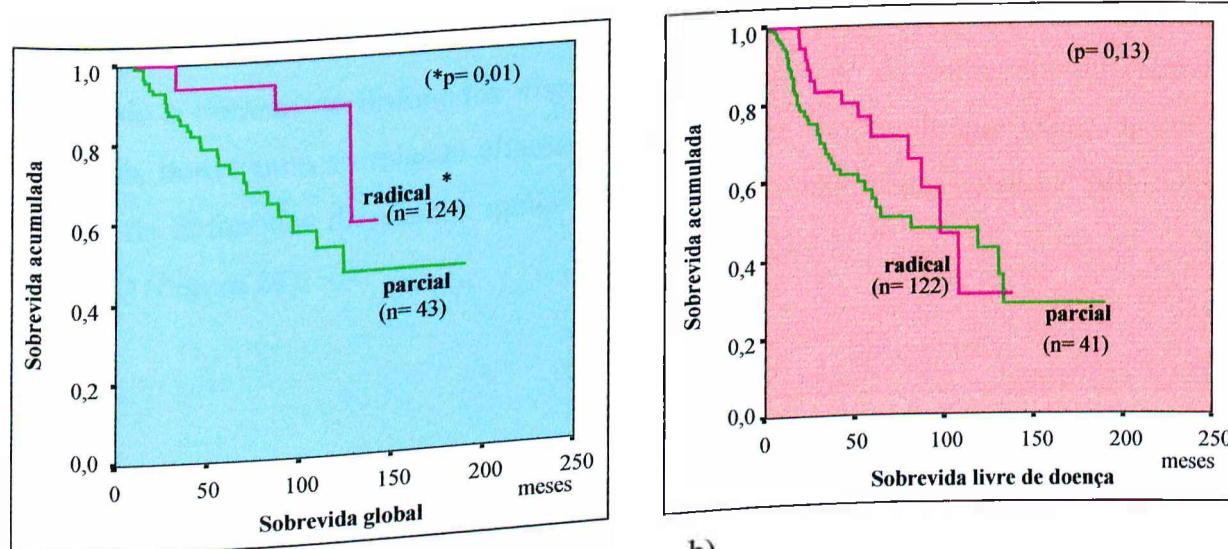 1,0
0,8
0,6
0,4
0,2
0,0
Sobrevida acumulada
(*p= 0,01)
radical *
(n= 124)
parcial
(n= 43)
0 50 100 150 200 250
meses
Sobrevida global
1,0
0,8
0,6
0,4
0,2
0,0
Sobrevida acumulada
(p= 0,13)
radical
(n= 122)
parcial
(n= 41)
0 50 100 150 200 250
meses
Sobrevida livre de doença
b)